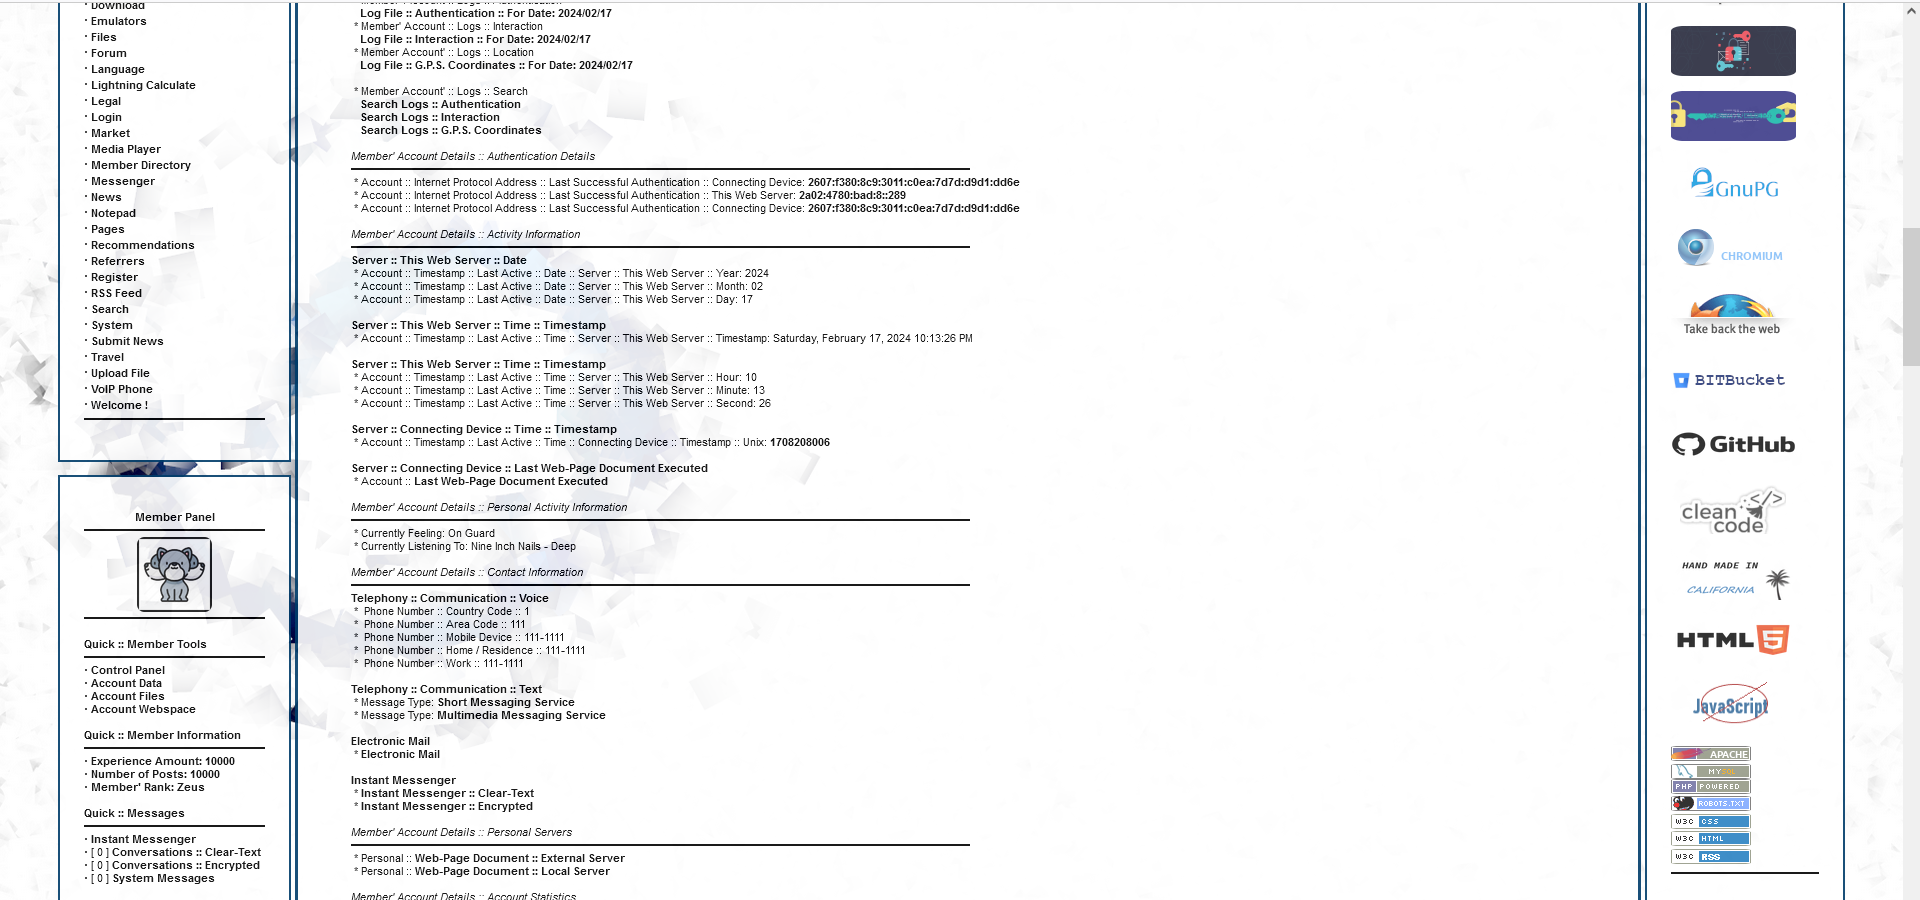 · Download
· Emulators
· Files
· Forum
· Language
· Lightning Calculate
· Legal
· Login
· Market
· Media Player
· Member Directory
· Messenger
· News
· Notepad
· Pages
· Recommendations
· Referrers
· Register
· RSS Feed
· Search
· System
· Submit News
· Travel
· Upload File
· VoIP Phone
· Welcome !
Member Panel
Quick :: Member Tools
· Control Panel
· Account Data
· Account Files
· Account Webspace
Quick :: Member Information
· Experience Amount: 10000
· Number of Posts: 10000
· Member' Rank: Zeus
Quick :: Messages
· Instant Messenger
· [ 0 ] Conversations :: Clear-Text
· [ 0 ] Conversations :: Encrypted
· [ 0 ] System Messages
* Member' Account :: Logs :: Authentication
Log File :: Authentication :: For Date: 2024/02/17
* Member' Account :: Logs :: Interaction
Log File :: Interaction :: For Date: 2024/02/17
* Member Account' :: Logs :: Location
Log File :: G.P.S. Coordinates :: For Date: 2024/02/17
* Member Account' :: Logs :: Search
Search Logs :: Authentication
Search Logs :: Interaction
Search Logs :: G.P.S. Coordinates
Member' Account Details :: Authentication Details
* Account :: Internet Protocol Address :: Last Successful Authentication :: Connecting Device: 2607:f380:8c9:3011:c0ea:7d7d:d9d1:dd6e
* Account :: Internet Protocol Address :: Last Successful Authentication :: This Web Server: 2a02:4780:bad:8::289
* Account :: Internet Protocol Address :: Last Successful Authentication :: Connecting Device: 2607:f380:8c9:3011:c0ea:7d7d:d9d1:dd6e
Member' Account Details :: Activity Information
Server :: This Web Server :: Date
* Account :: Timestamp :: Last Active :: Date :: Server :: This Web Server :: Year: 2024
* Account :: Timestamp :: Last Active :: Date :: Server :: This Web Server :: Month: 02
* Account :: Timestamp :: Last Active :: Date :: Server :: This Web Server :: Day: 17
Server :: This Web Server :: Time :: Timestamp
* Account :: Timestamp :: Last Active :: Time :: Server :: This Web Server :: Timestamp: Saturday, February 17, 2024 10:13:26 PM
Server :: This Web Server :: Time :: Timestamp
* Account :: Timestamp :: Last Active :: Time :: Server :: This Web Server :: Hour: 10
* Account :: Timestamp :: Last Active :: Time :: Server :: This Web Server :: Minute: 13
* Account :: Timestamp :: Last Active :: Time :: Server :: This Web Server :: Second: 26
Server :: Connecting Device :: Time :: Timestamp
* Account :: Timestamp :: Last Active :: Time :: Connecting Device :: Timestamp :: Unix: 1708208006
Server :: Connecting Device :: Last Web-Page Document Executed
* Account :: Last Web-Page Document Executed
Member' Account Details :: Personal Activity Information
* Currently Feeling: On Guard
* Currently Listening To: Nine Inch Nails - Deep
Member' Account Details :: Contact Information
Telephony :: Communication :: Voice
* Phone Number :: Country Code :: 1
* Phone Number :: Area Code :: 111
* Phone Number :: Mobile Device :: 111-1111
* Phone Number :: Home / Residence :: 111-1111
* Phone Number :: Work :: 111-1111
Telephony :: Communication :: Text
* Message Type: Short Messaging Service
* Message Type: Multimedia Messaging Service
Electronic Mail
* Electronic Mail
Instant Messenger
* Instant Messenger :: Clear-Text
* Instant Messenger :: Encrypted
Member' Account Details :: Personal Servers
* Personal :: Web-Page Document :: External Server
* Personal :: Web-Page Document :: Local Server
Member' Account Details :: Account Statistics
GnuPG
CHROMIUM
Take back the web
BITBucket
GitHub
</>
clean
code
HAND MADE IN
CALIFORNIA
HTML 5
JavaScript
APACHE
MYSQL
PHP POWERED
ROBOTS.TXT
W3C CSS
W3C HTML
W3C RSS